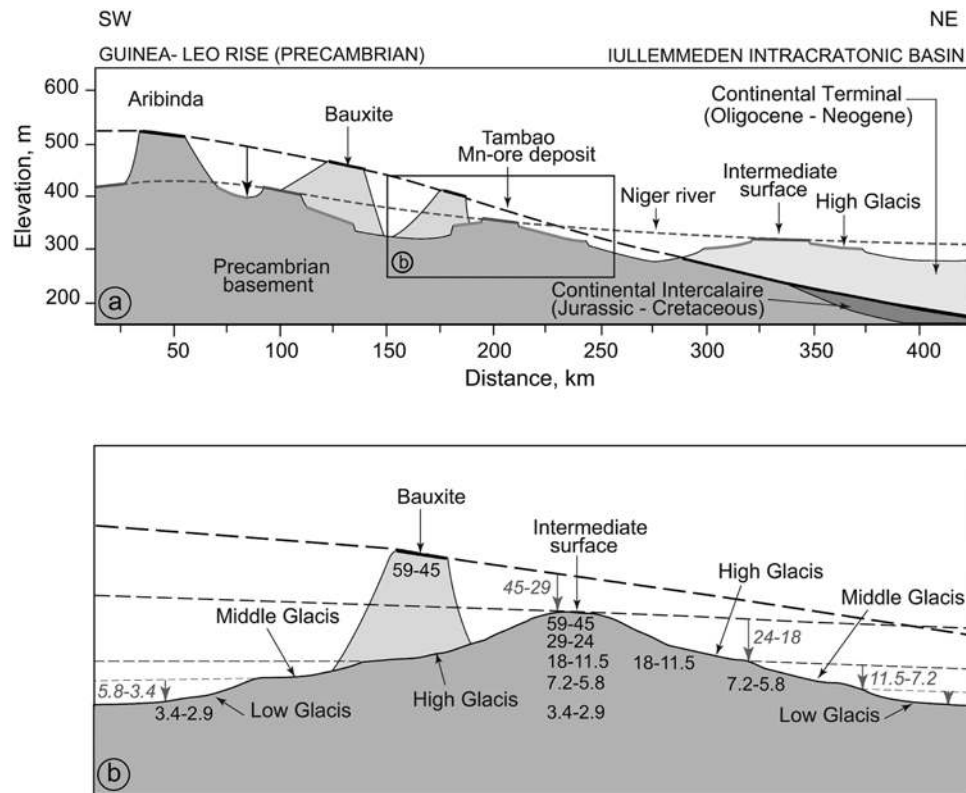 SW
NE
GUINEA- LEO RISE (PRECAMBRIAN)
IULLEMMEDEN INTRACRATONIC BASIN
600
500
400
300
200
Elevation, m
Aribinda
Bauxite
Tambao
Mn-ore deposit
Niger river
Intermediate
surface
High Glacis
Continental Terminal
(Oligocene - Neogene)
Precambrian
basement
Continental Intercalaire
(Jurassic - Cretaceous)
b
a
50
100
150
200
250
300
350
400
Distance, km
Bauxite
59-45
Intermediate
surface
45-29
High Glacis
Middle Glacis
Middle Glacis
59-45
29-24
18-11.5
7.2-5.8
3.4-2.9
18-11.5
24-18
7.2-5.8
11.5-7.2
5.8-3.4
3.4-2.9
Low Glacis
High Glacis
Low Glacis
b